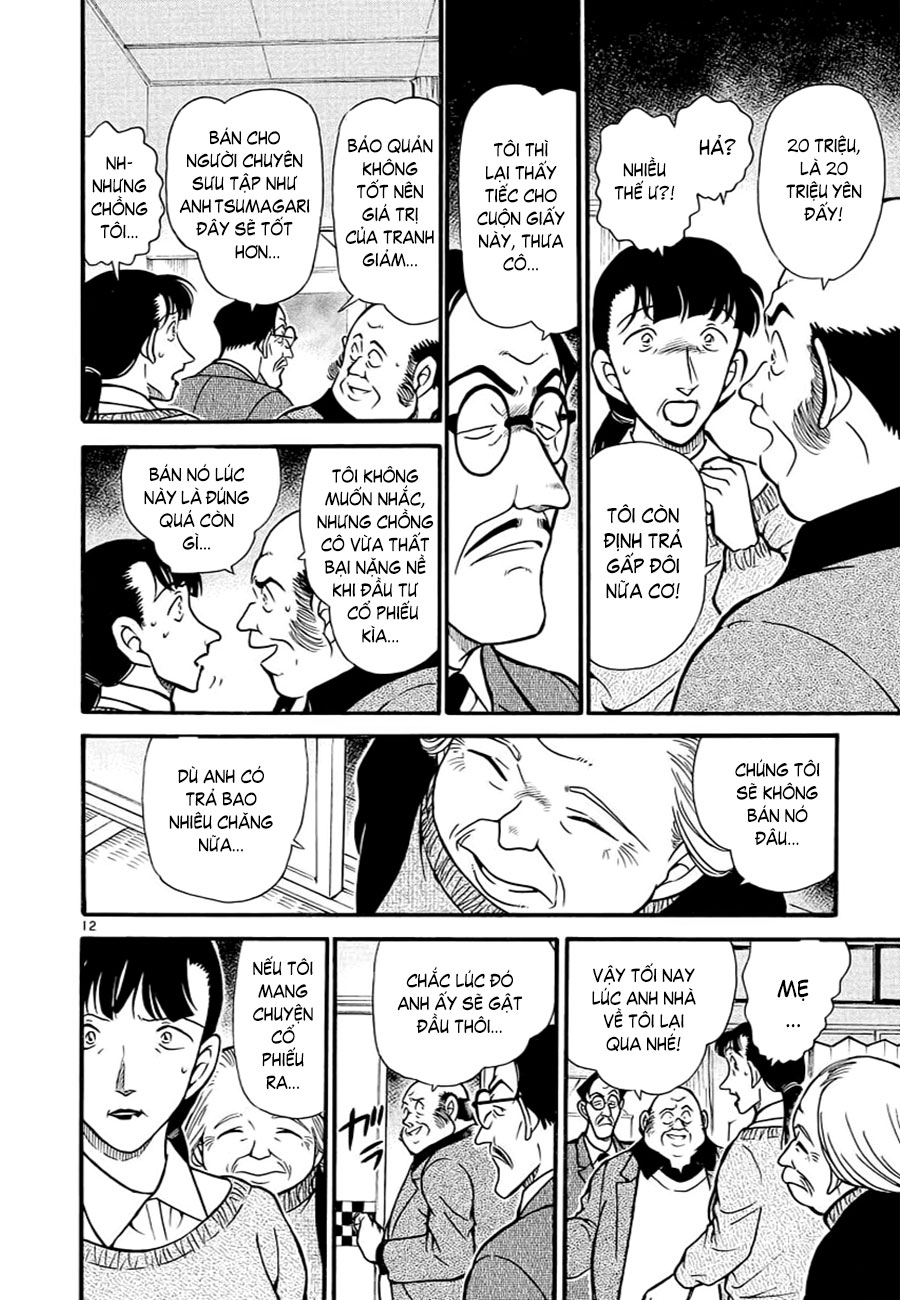 20 TRIỆU,
LÀ 20
TRIỆU YÊN
ĐẤY!
HẢ?
NHIỀU
THẾ Ư?!
TÔI CÒN
ĐỊNH TRẢ
GẤP ĐÔI
NỮA CƠ!
TÔI THÌ
LẠI THẤY
TIẾC CHO
CUỘN GIẤY
NÀY, THƯA
CÔ...
BẢO QUẢN
KHÔNG
TỐT NÊN
GIÁ TRỊ
CỦA TRANH
GIẢM...
BÁN CHO
NGƯỜI CHUYÊN
SƯU TẬP NHƯ
ANH TSUMAGARI
ĐÂY SẼ TỐT
HƠN...
NH-
NHƯNG
CHỒNG
TÔI...
TÔI KHÔNG
MUỐN NHẮC,
NHƯNG CHỒNG
CÔ VỪA THẤT
BẠI NẶNG NỀ
KHI ĐẦU TƯ
CỔ PHIẾU
KÌA...
BÁN NÓ LÚC
NÀY LÀ ĐÚNG
QUÁ CÒN
GÌ...
CHÚNG TÔI
SẼ KHÔNG
BÁN NÓ
ĐÂU...
DÙ ANH CÓ
TRẢ BAO
NHIÊU CHĂNG
NỮA...
12
MẸ
...
VẬY TỐI NAY
LÚC ANH NHÀ
VỀ TÔI LẠI
QUA NHÉ!
CHẮC LÚC ĐÓ
ANH ẤY SẼ GẬT
ĐẦU THÔI...
ガッ
NẾU TÔI
MANG
CHUYỆN
CỔ
PHIẾU
RA...